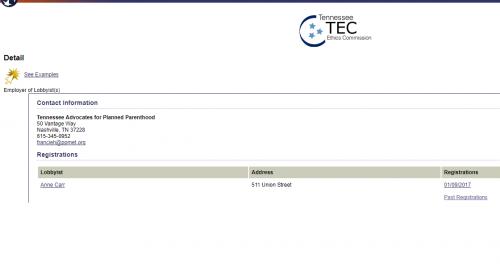 Tennessee
TEC
Ethics Commission
Detail
See Examples
Employer of Lobbyist(s)
Contact Information
Tennessee Advocates for Planned Parenthood
50 Vantage Way
Nashville, TN 37228
615-345-0952
francieh@ppmet.org
Registrations
Lobbyist Address Registrations
Anne Carr 511 Union Street 01/09/2017
Past Registrations